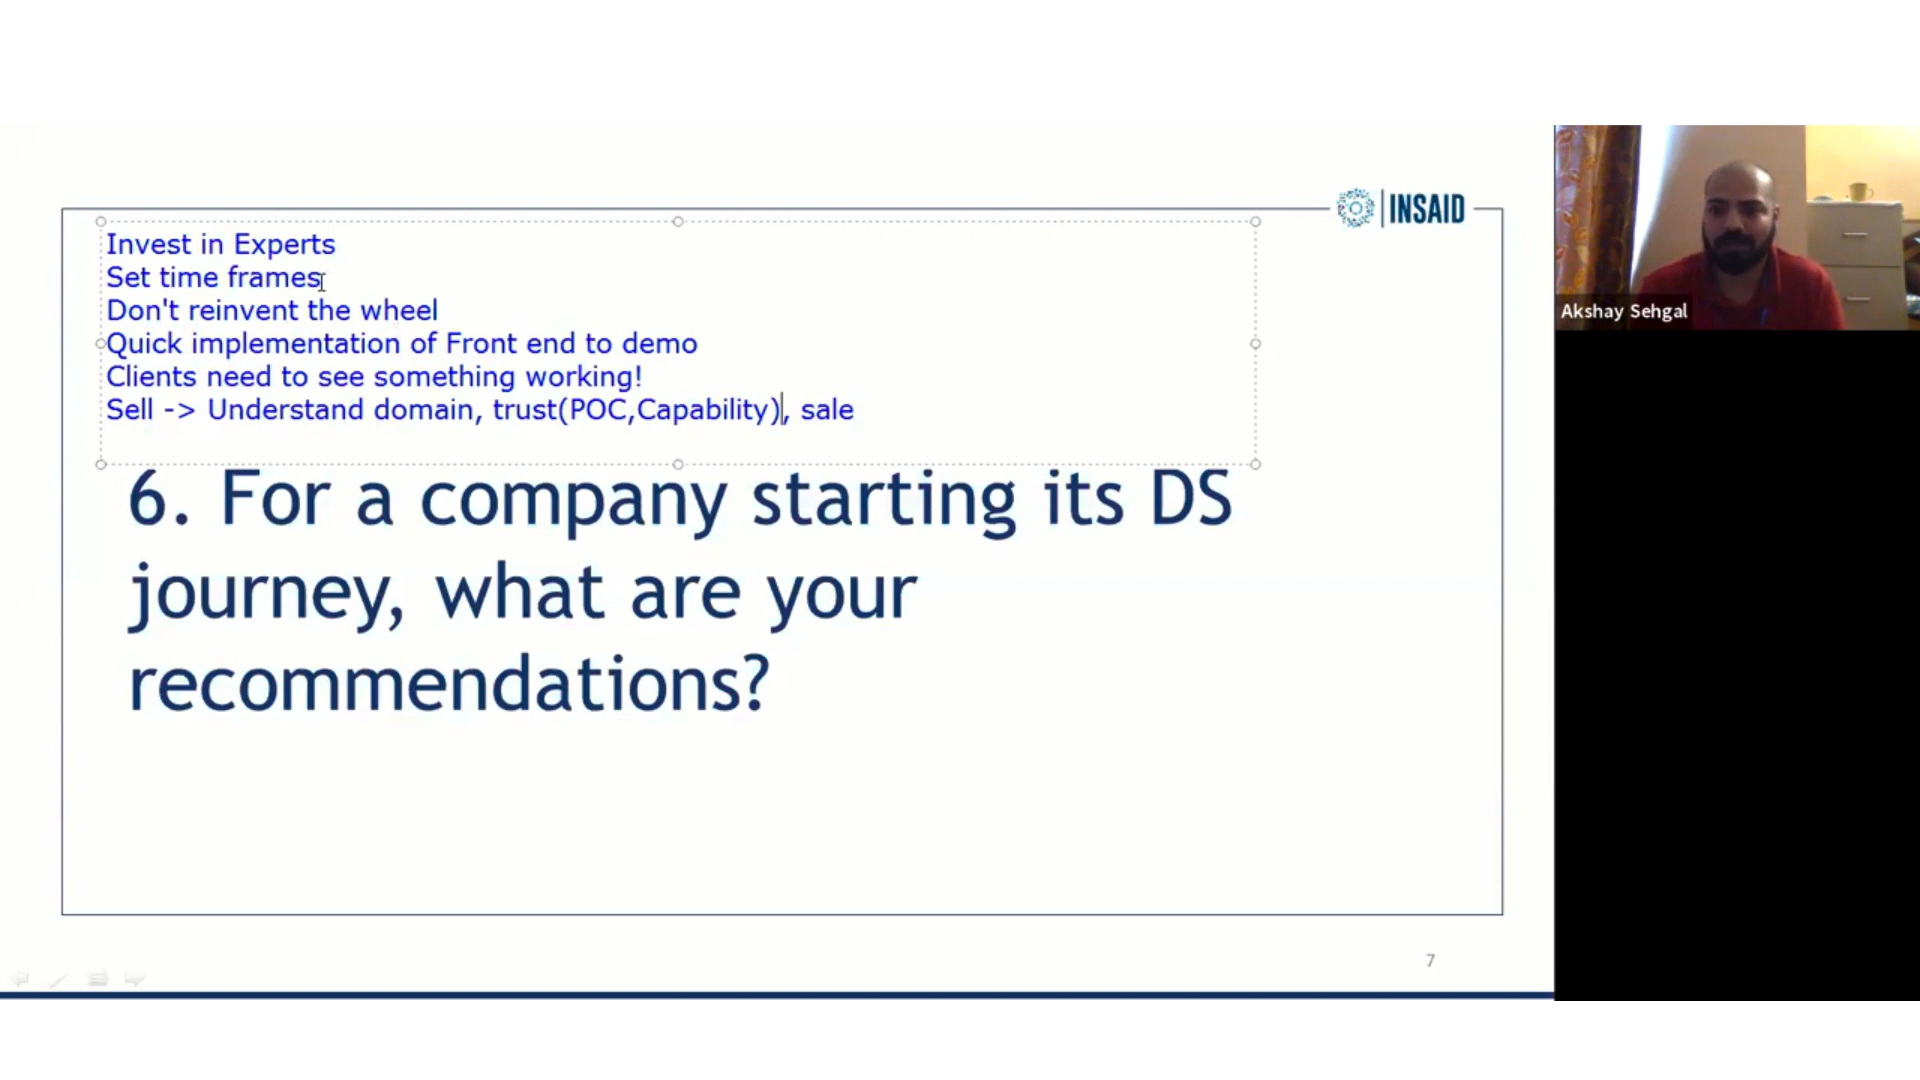 INSAID
Invest in Experts
Set time frames
Don't reinvent the wheel
Quick implementation of Front end to demo
Clients need to see something working!
Sell -> Understand domain, trust(POC,Capability), sale
6. For a company starting its DS
journey, what are your
recommendations?
7
Akshay Sehgal